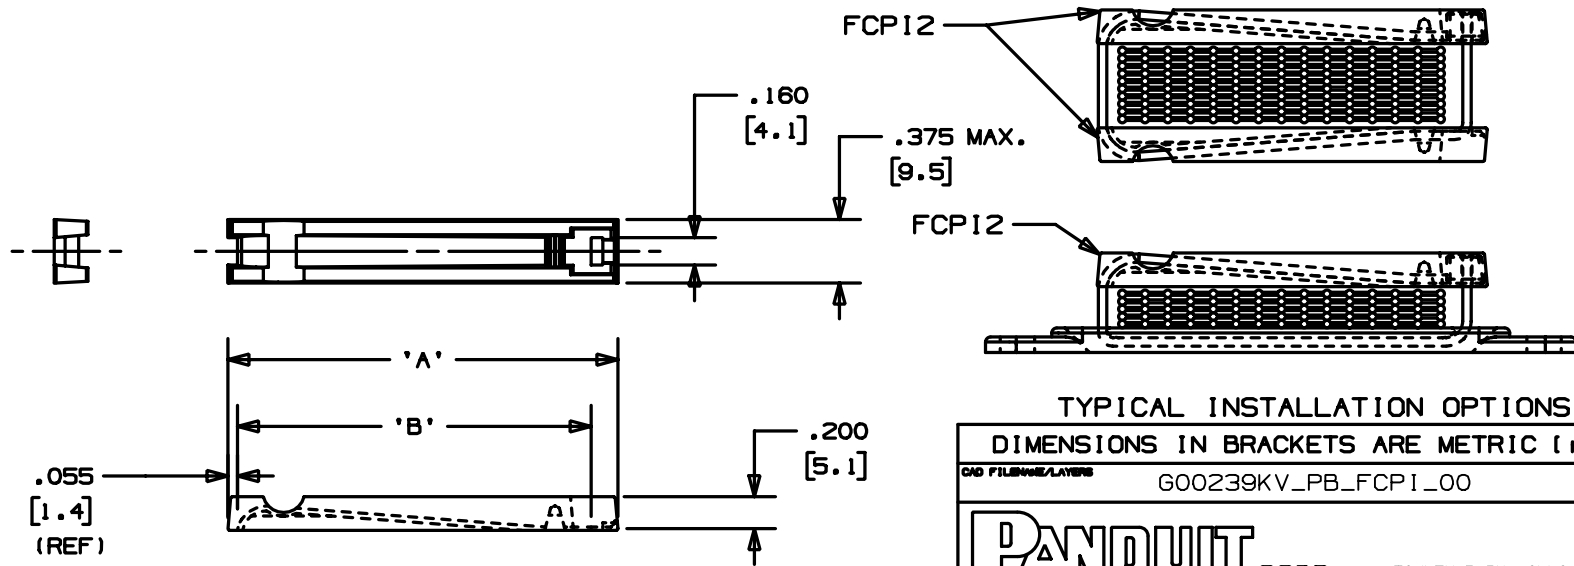 FCPI2
.160
[4.1]
.375 MAX.
[9.5]
FCPI2
'A'
'B'
.055
[1.4]
(REF)
.200
[5.1]
TYPICAL INSTALLATION OPTIONS
DIMENSIONS IN BRACKETS ARE METRIC
CAD FILENAME/LAYERS
G00239KV_PB_FCPI_00
PANDUIT